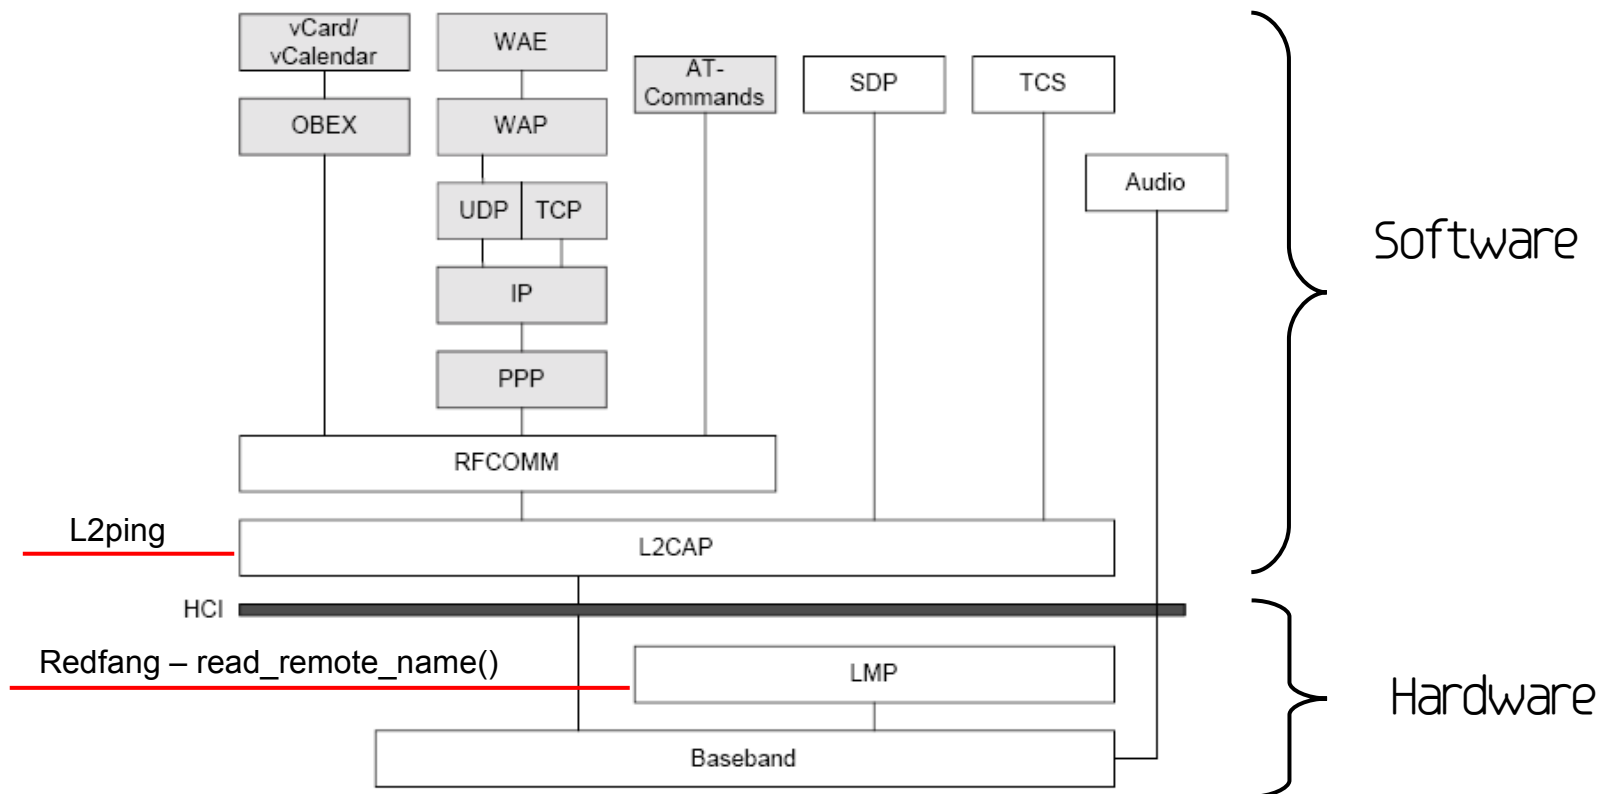 vCard/
vCalendar
WAE
AT-
Commands
SDP
TCS
OBEX
WAP
Audio
UDP
TCP
Software
IP
PPP
RFCOMM
L2ping
L2CAP
HCI
Redfang – read_remote_name()
LMP
Hardware
Baseband